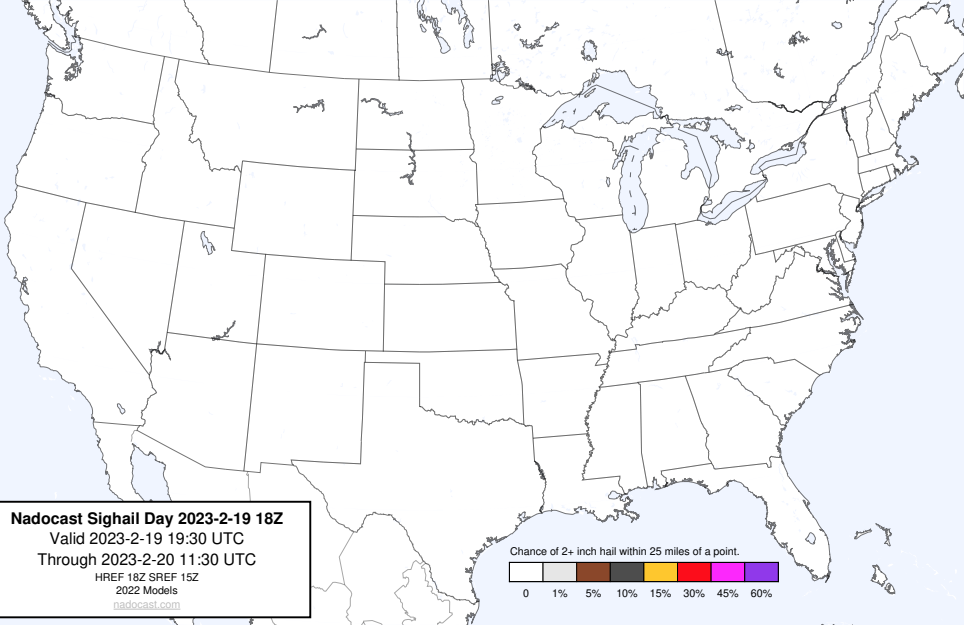 Nadocast Sighail Day 2023-2-19 18Z
Valid 2023-2-19 19:30 UTC
Through 2023-2-20 11:30 UTC
HREF 18Z SREF 15Z
2022 Models
nadocast.com
Chance of 2+ inch hail within 25 miles of a point.
0 1% 5% 10% 15% 30% 45% 60%